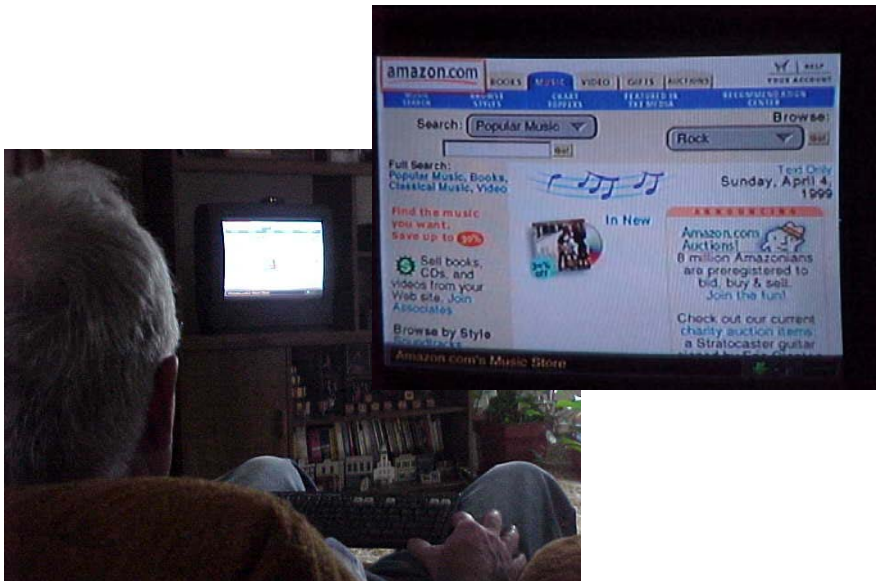 amazon.com
BOOKS MUSIC VIDEO GIFTS AUCTIONS
HELP
YOUR ACCOUNT
MUSIC SEARCH
BROWSE STYLES
CHART TOPPERS
FEATURED IN THE MEDIA
RECOMMENDATION CENTER
Search: Popular Music
Go!
Browse:
Rock
Go!
Full Search:
Popular Music, Books,
Classical Music, Video
Find the music
you want.
Save up to 30%
Sell books,
CDs, and
videos from your
Web site. Join
Associates
Browse by Style
Soundtracks
In New
30%
off
Text Only
Sunday, April 4,
1999
ANNOUNCING
Amazon.com
Auctions!
8 million Amazonians
are preregistered to
bid, buy & sell.
Join the fun!
Check out our current
charity auction items:
a Stratocaster guitar
Amazon.com's Music Store